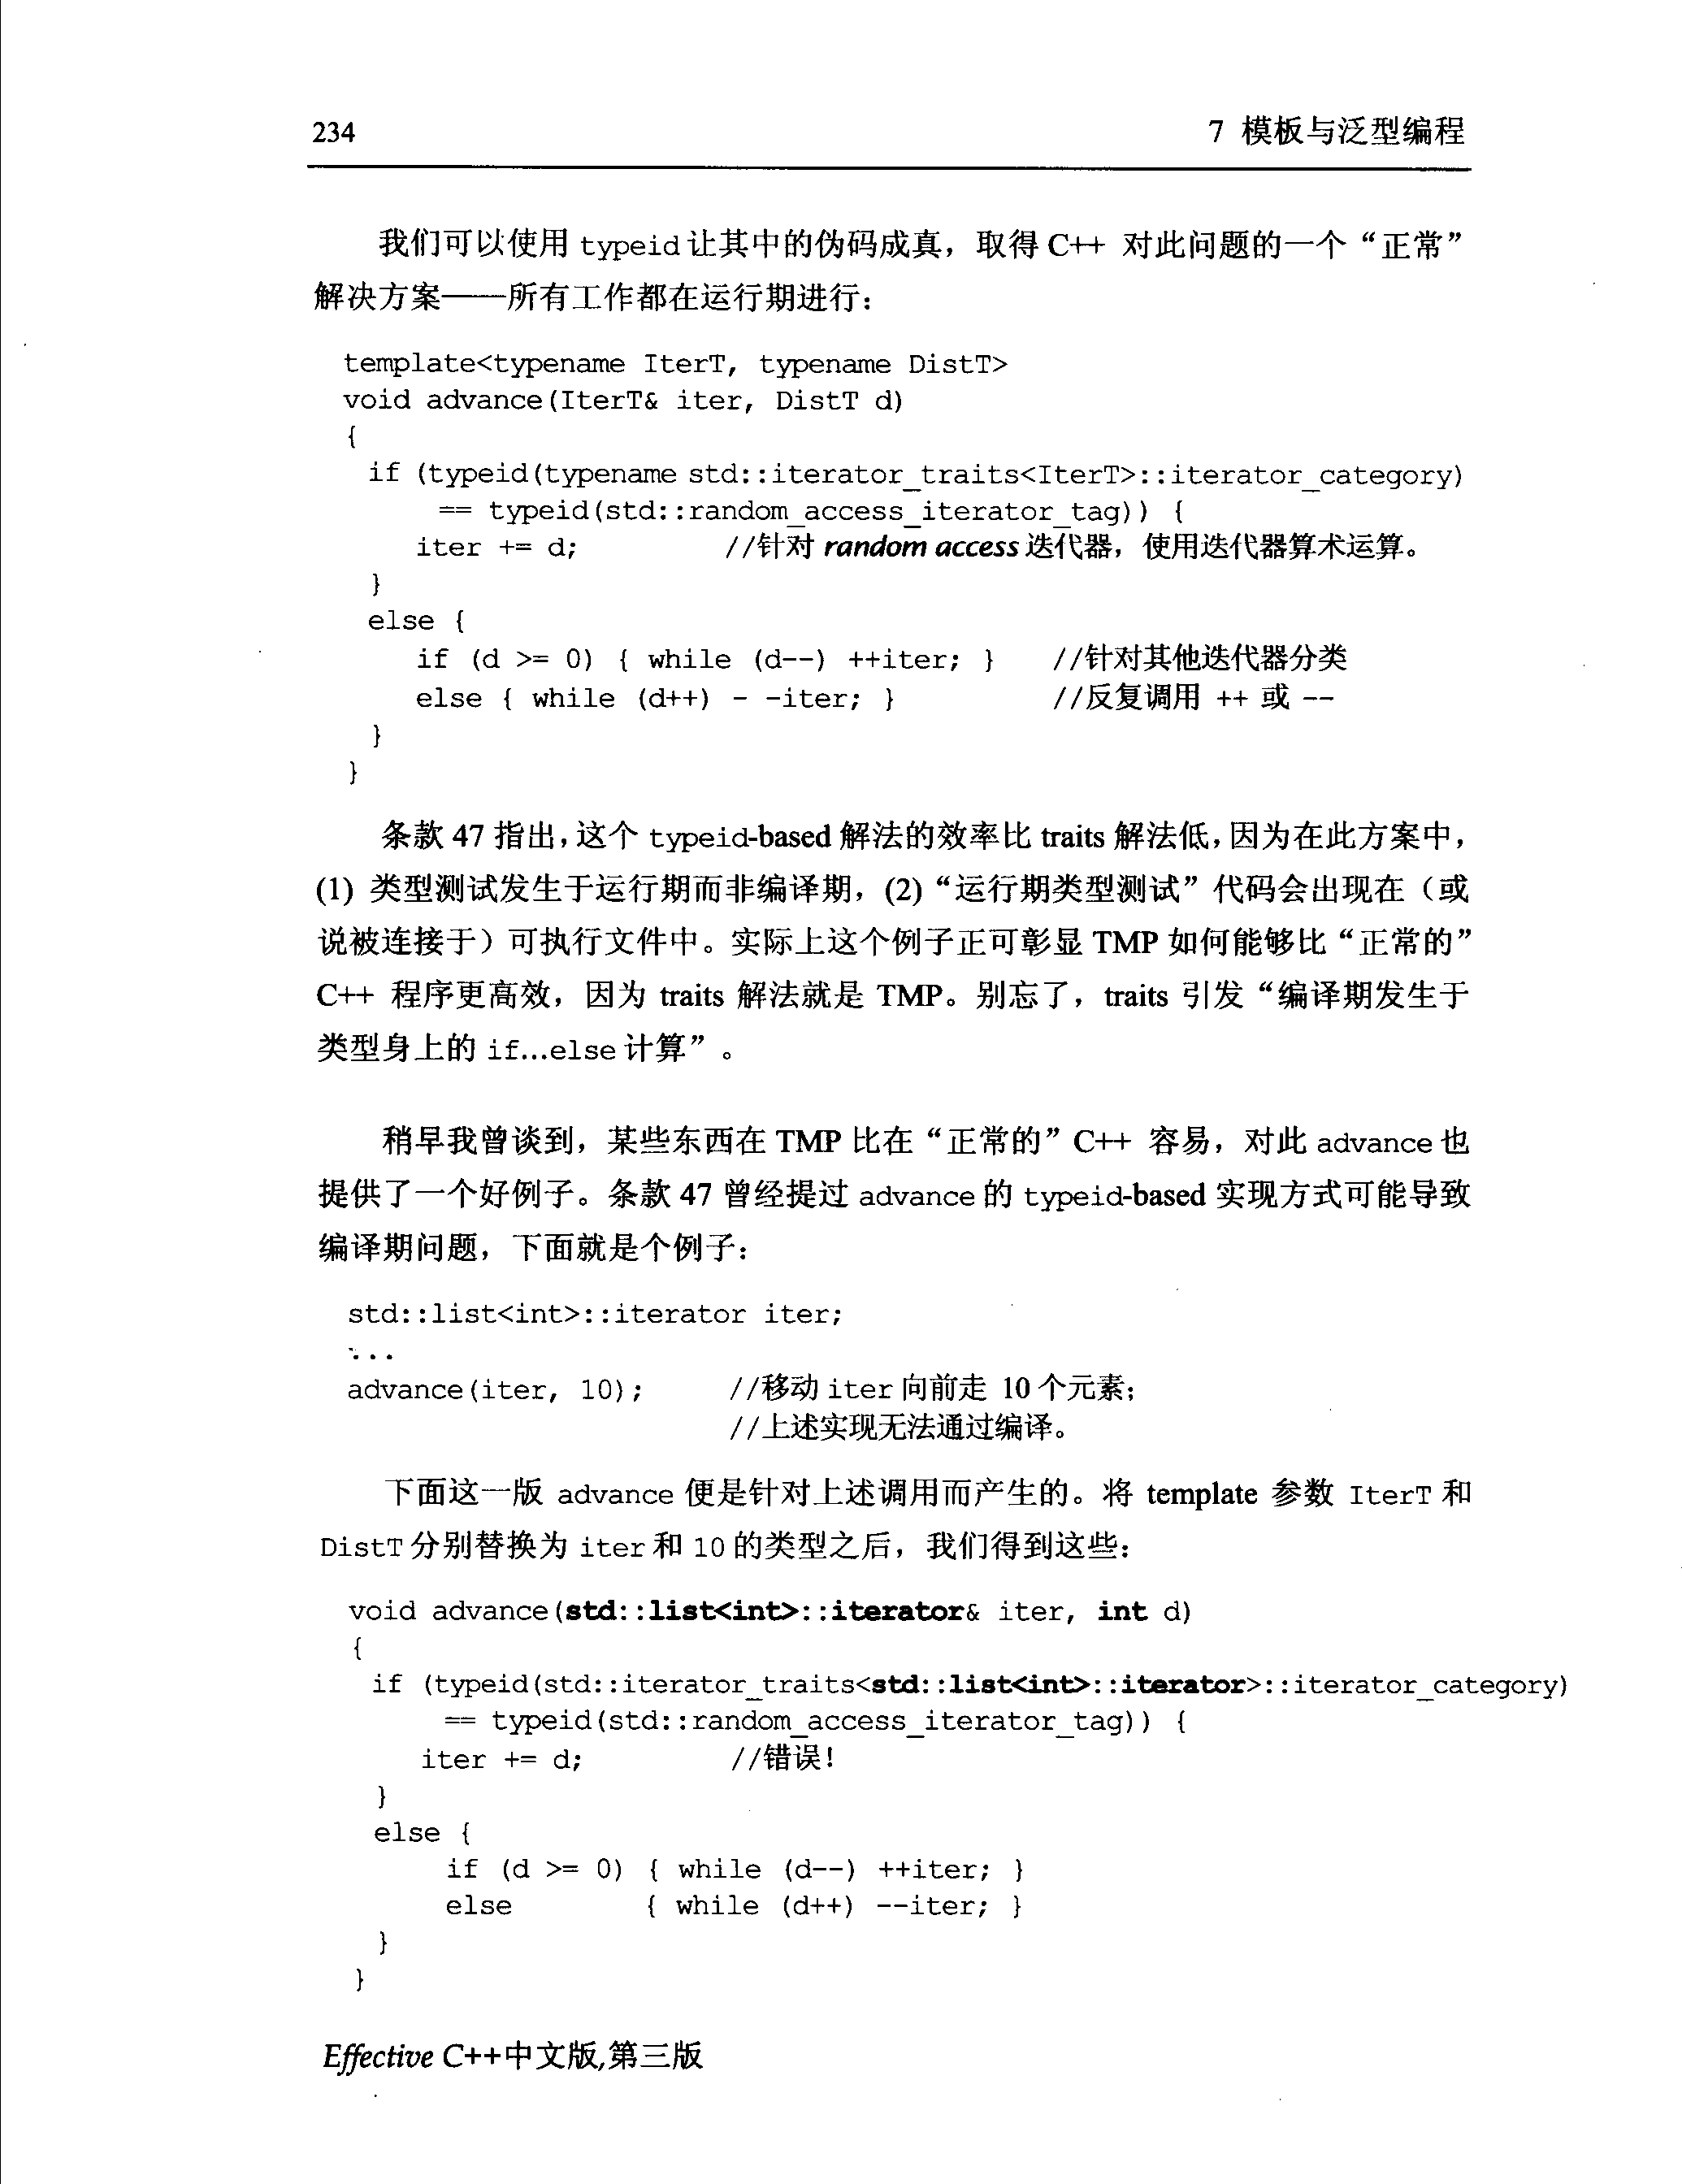 234
7 模板与泛型编程
我们可以使用 typeid让其中的伪码成真，取得 C++ 对此问题的一个“正常”
解决方案——所有工作都在运行期进行：
template<typename IterT, typename DistT>
void advance(IterT& iter, DistT d)
{
if (typeid(typename std::iterator_traits<IterT>::iterator_category)
== typeid(std::random_access_iterator_tag)) {
iter += d; //针对 random access 迭代器，使用迭代器算术运算。
}
else {
if (d >= 0) { while (d--) ++iter; } //针对其他迭代器分类
else { while (d++) - -iter; } //反复调用 ++ 或 --
}
}
条款 47 指出，这个 typeid-based 解法的效率比 traits 解法低，因为在此方案中，
(1) 类型测试发生于运行期而非编译期，(2)“运行期类型测试”代码会出现在（或
说被连接于）可执行文件中。实际上这个例子正可彰显 TMP 如何能够比“正常的”
C++ 程序更高效，因为 traits 解法就是 TMP。别忘了，traits 引发“编译期发生于
类型身上的 if...else 计算”。
稍早我曾谈到，某些东西在 TMP 比在“正常的”C++ 容易，对此 advance 也
提供了一个好例子。条款 47 曾经提过 advance 的 typeid-based 实现方式可能导致
编译期问题，下面就是个例子：
std::list<int>::iterator iter;
...
advance(iter, 10); //移动 iter 向前走 10 个元素；
//上述实现无法通过编译。
下面这一版 advance 便是针对上述调用而产生的。将 template 参数 IterT 和
DistT 分别替换为 iter 和 10 的类型之后，我们得到这些：
void advance(std::list<int>::iterator& iter, int d)
{
if (typeid(std::iterator_traits<std::list<int>::iterator>::iterator_category)
== typeid(std::random_access_iterator_tag)) {
iter += d; //错误！
}
else {
if (d >= 0) { while (d--) ++iter; }
else { while (d++) --iter; }
}
}
Effective C++中文版,第三版